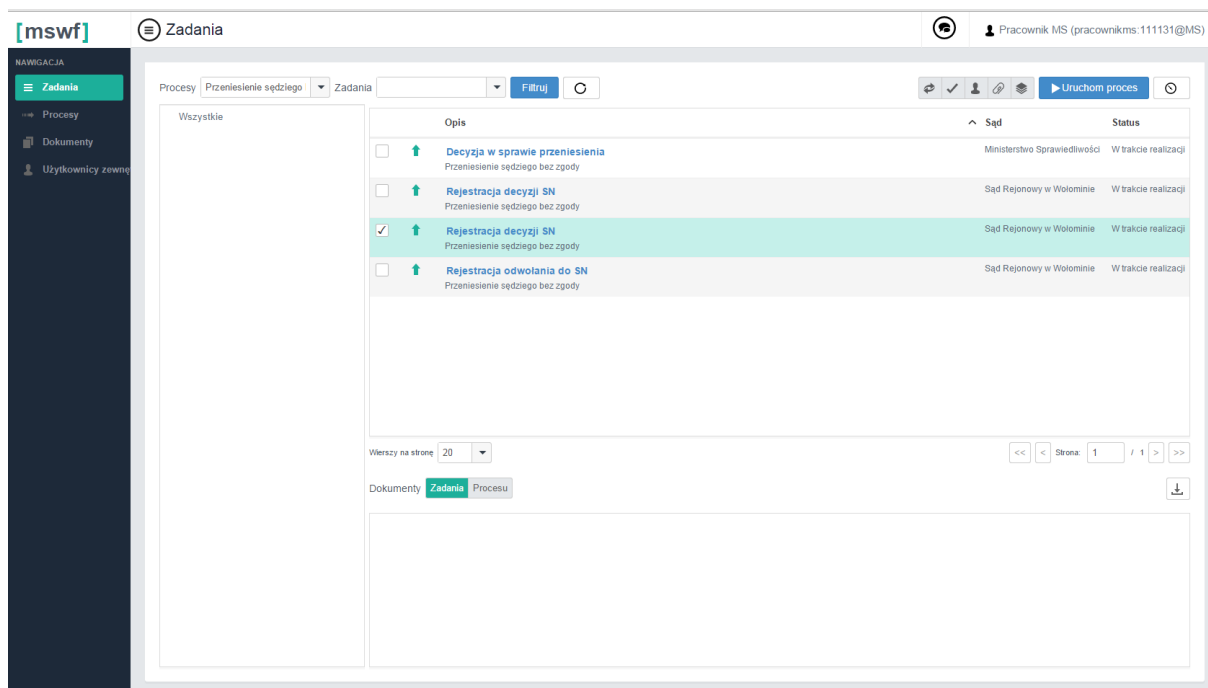 [mswf]
Zadania
Pracownik MS (pracownikms:111131@MS)
NAWIGACJA
Zadania
Procesy
Dokumenty
Użytkownicy zewnę
Procesy Przeniesienie sędziego Zadania Filtruj Uruchom proces
Wszystkie
Opis Sąd Status
Decyzja w sprawie przeniesienia Ministerstwo Sprawiedliwości W trakcie realizacji
Przeniesienie sędziego bez zgody
Rejestracja decyzji SN Sąd Rejonowy w Wołominie W trakcie realizacji
Przeniesienie sędziego bez zgody
Rejestracja decyzji SN Sąd Rejonowy w Wołominie W trakcie realizacji
Przeniesienie sędziego bez zgody
Rejestracja odwołania do SN Sąd Rejonowy w Wołominie W trakcie realizacji
Przeniesienie sędziego bez zgody
Wierszy na stronę 20 << < Strona: 1 / 1 > >>
Dokumenty Zadania Procesu